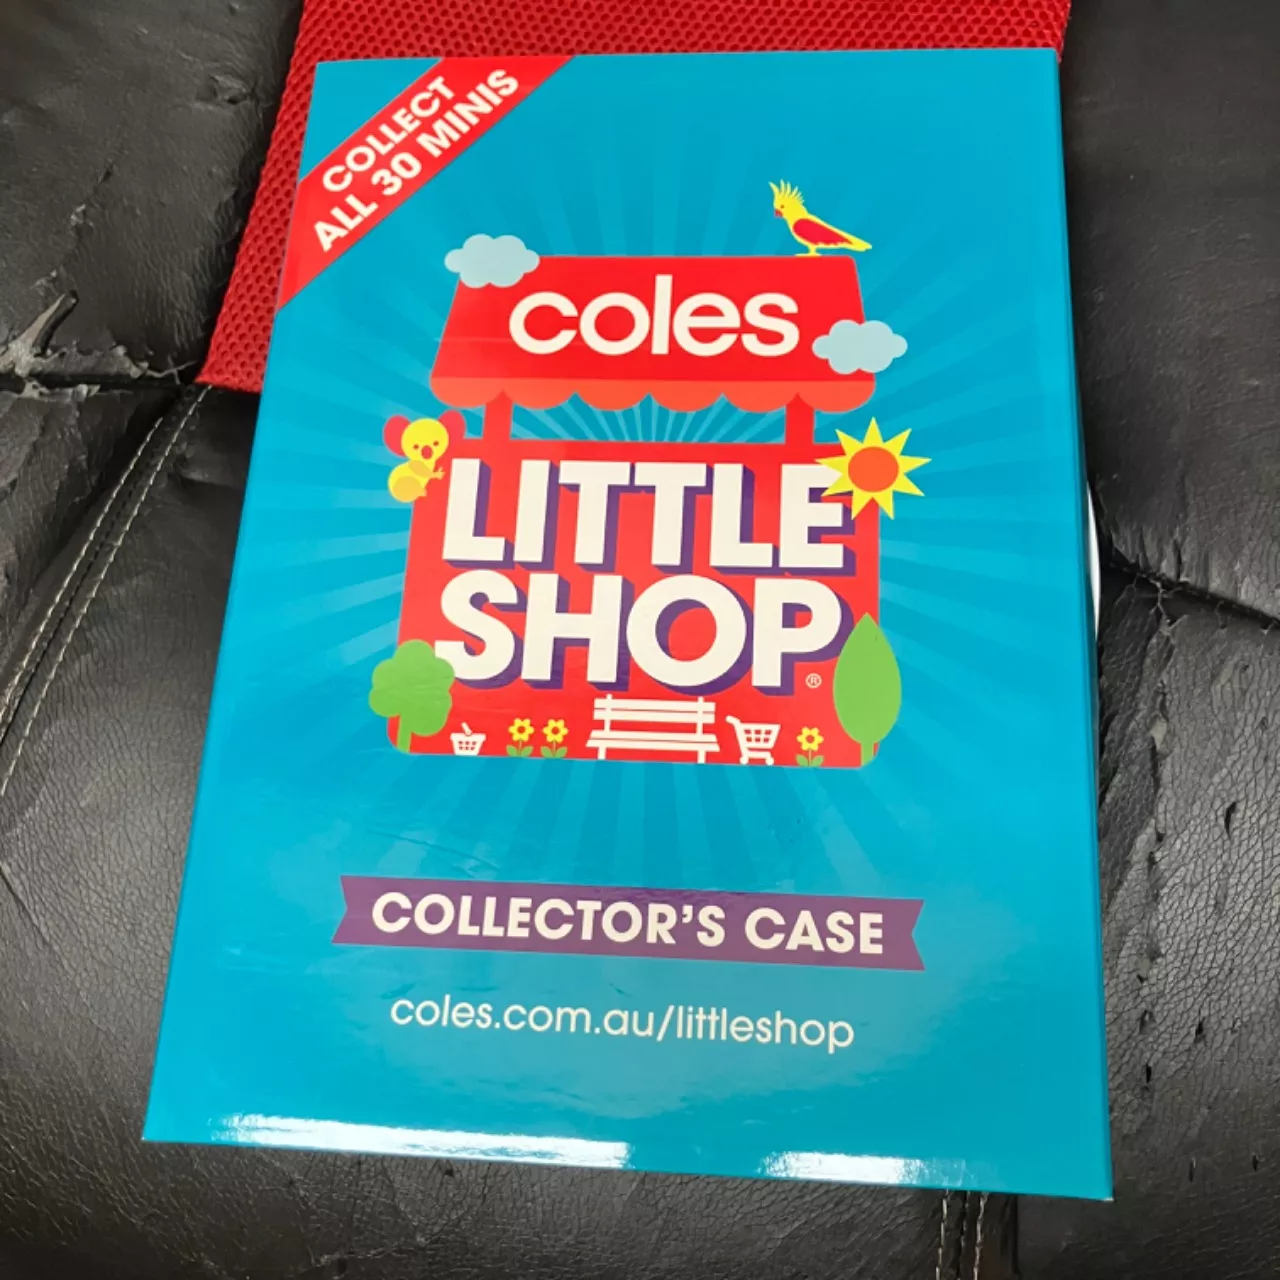 COLLECT
ALL 30 MINIS
coles
LITTLE
SHOP®
COLLECTOR'S CASE
coles.com.au/littleshop